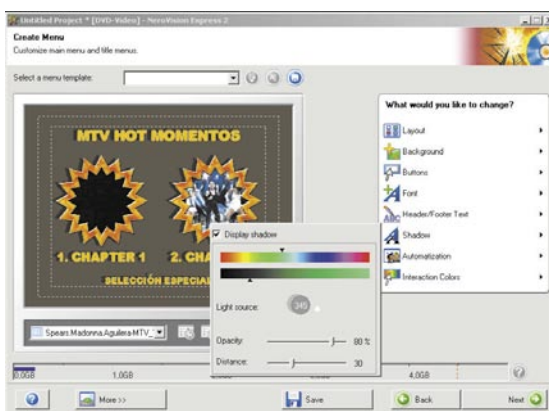 Untitled Project * [DVD-Video] - NeroVision Express 2
Create Menu
Customize main menu and title menus.
Select a menu template:
What would you like to change?
Layout
Background
Buttons
Font
Header/Footer Text
Shadow
Automatization
Interaction Colors
MTV HOT MOMENTOS
1. CHAPTER 1
2. CHA
SELECCIÓN ESPECIAL
Display shadow
Light source:
345
Opacity:
80 %
Distance:
30
Spears.Madonna.Aguilera-MTV_
0.0GB
1.0GB
4.0GB
More >>
Save
Back
Next